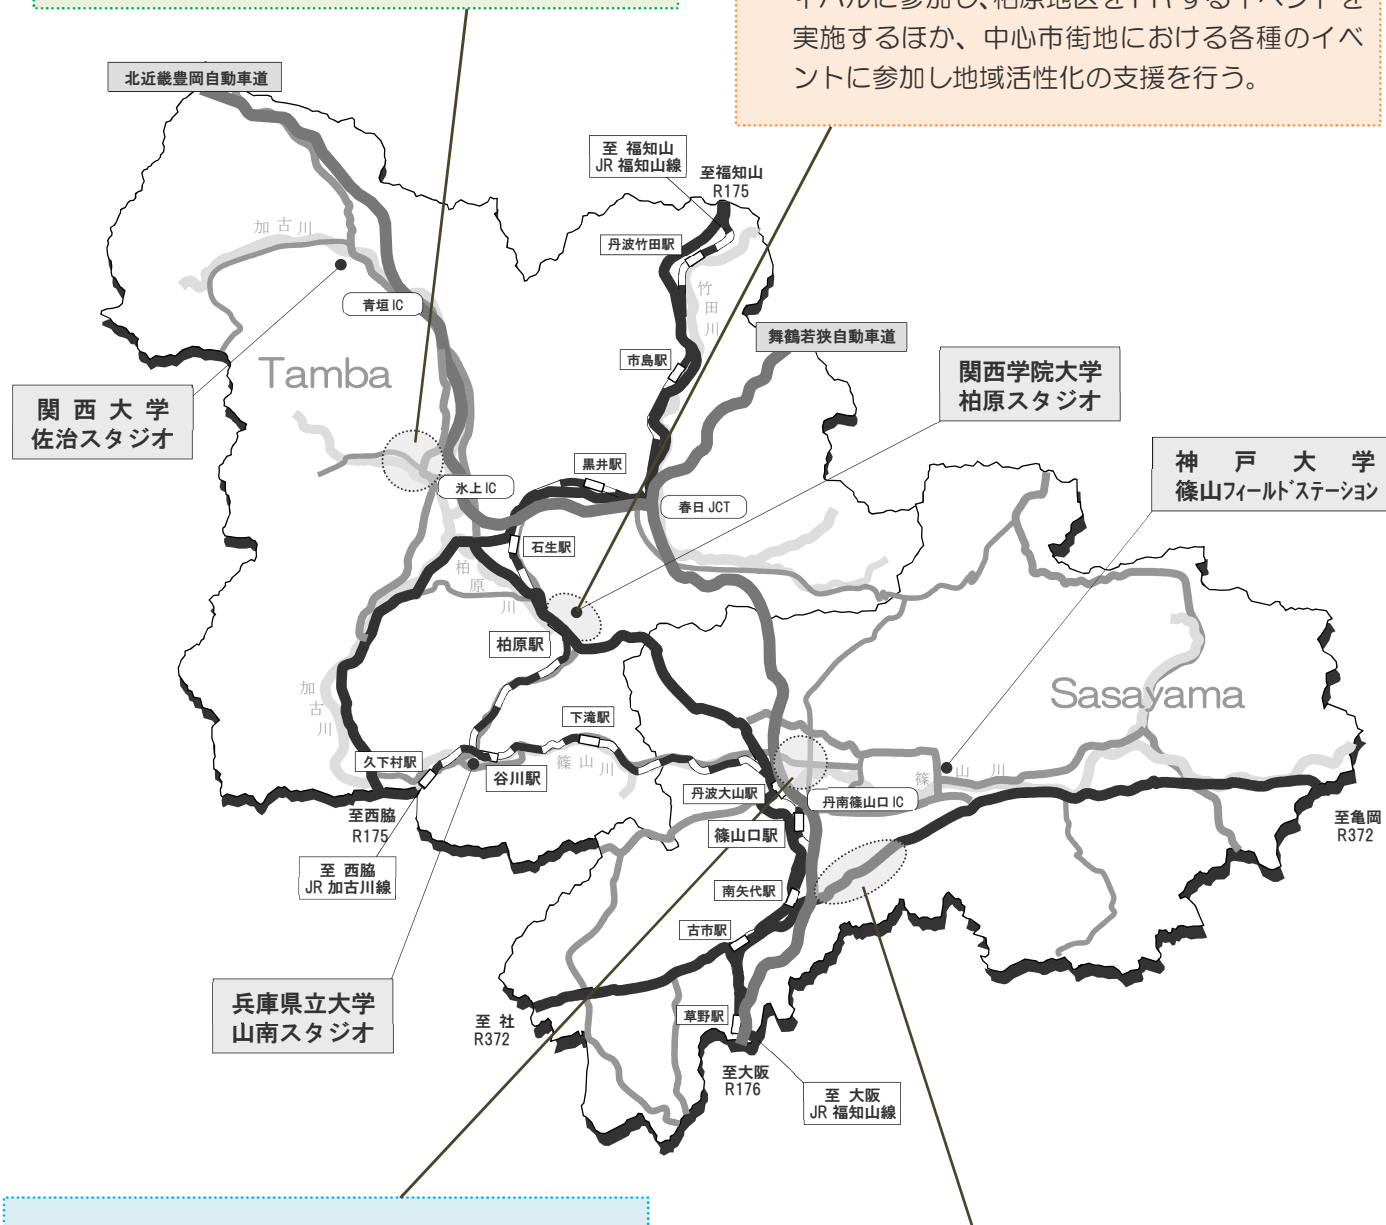 イバルに参加し、柏原地区をPRするイベントを
実施するほか、中心市街地における各種のイベ
ントに参加し地域活性化の支援を行う。
北近畿豊岡自動車道
至 福知山
JR 福知山線
至福知山
R175
加古川
丹波竹田駅
竹田川
青垣 IC
舞鶴若狭自動車道
市島駅
Tamba
関西学院大学
柏原スタジオ
関 西 大 学
佐治スタジオ
神 戸 大 学
篠山フィールドステーション
黒井駅
氷上 IC
春日 JCT
石生駅
柏原川
柏原駅
加古川
Sasayama
下滝駅
久下村駅
谷川駅
篠山川
篠山川
丹波大山駅
丹南篠山口 IC
至西脇
R175
篠山口駅
至亀岡
R372
至 西脇
JR 加古川線
南矢代駅
古市駅
兵庫県立大学
山南スタジオ
至 社
R372
草野駅
至大阪
R176
至 大阪
JR 福知山線